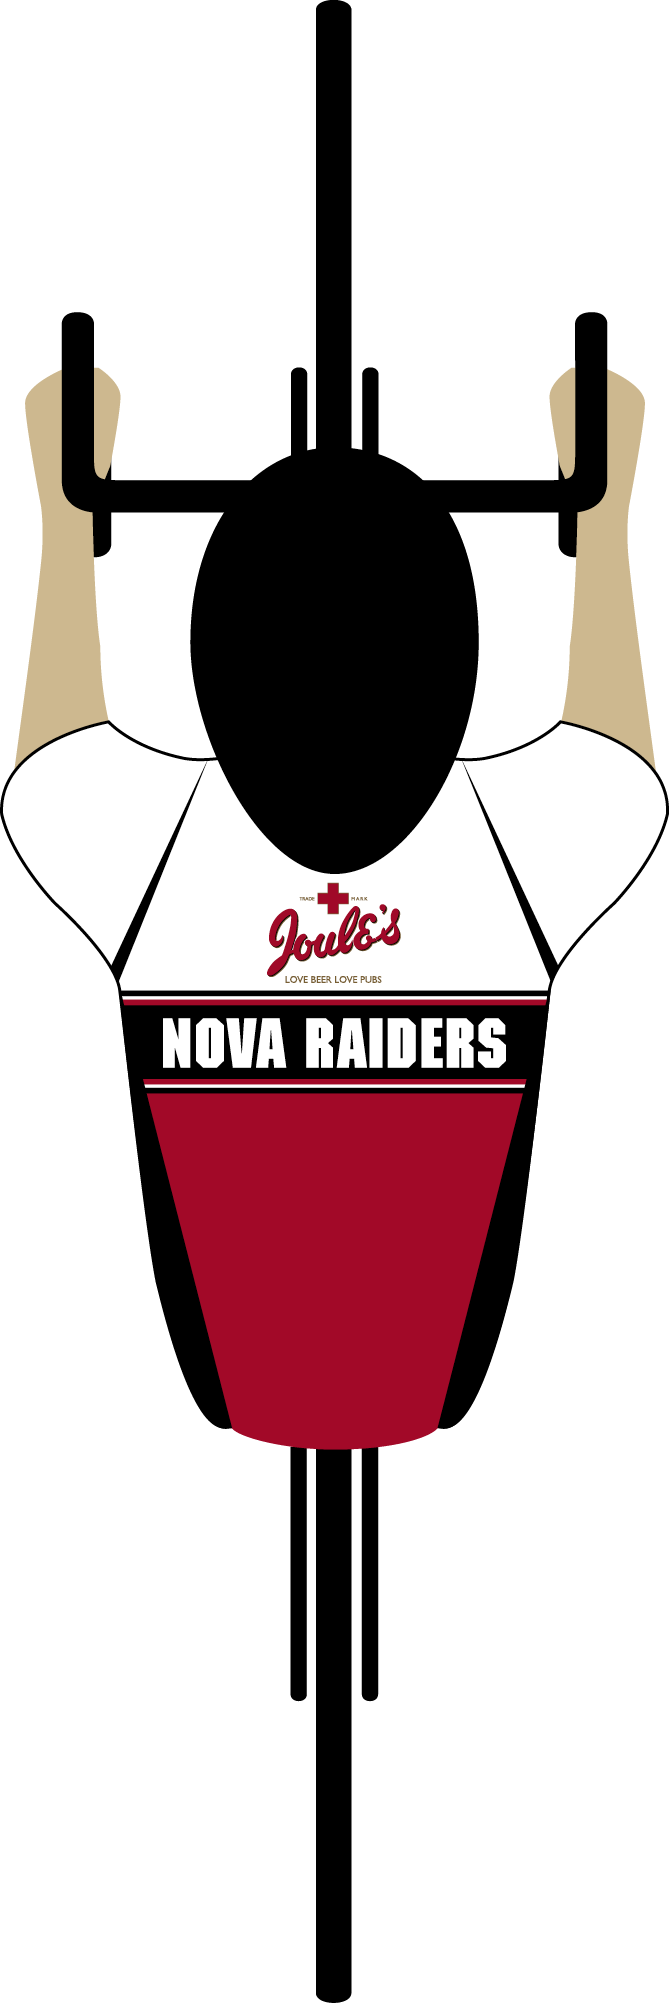 TRADE MARK
Joule's
LOVE BEER LOVE PUBS
NOVA RAIDERS